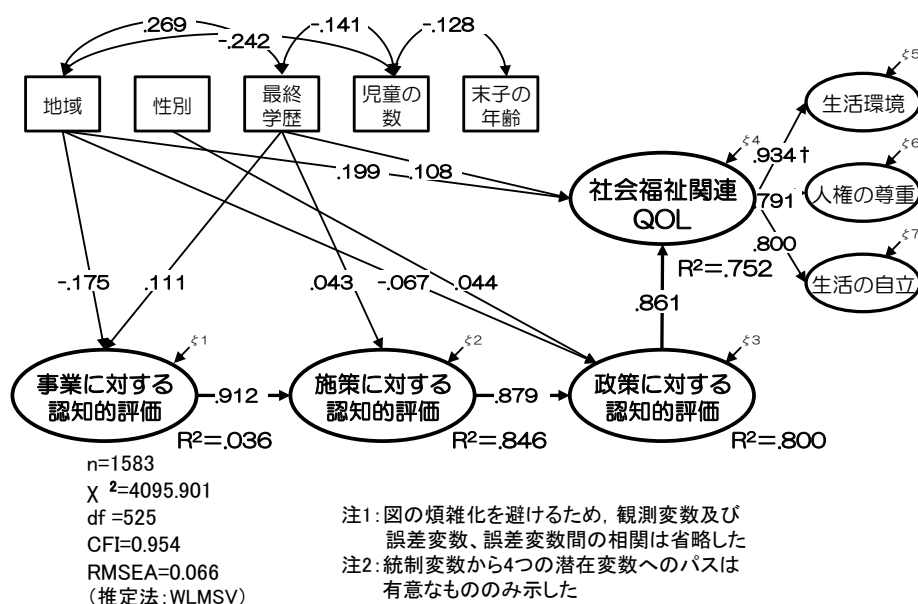 .269
-.242
-.141
-.128
地域
性別
最終
学歴
児童の
数
末子の
年齢
ξ5
生活環境
ξ4
.934†
ξ6
.199
.108
社会福祉関連
QOL
.791
人権の尊重
.800
ξ7
R²=.752
生活の自立
-.175
.111
.043
-.067
.044
.861
ξ1
ξ2
ξ3
事業に対する
認知的評価
.912
施策に対する
認知的評価
.879
政策に対する
認知的評価
R²=.036
R²=.846
R²=.800
n=1583
χ ²=4095.901
df =525
CFI=0.954
RMSEA=0.066
(推定法:WLMSV)
注1:図の煩雑化を避けるため, 観測変数及び
誤差変数、誤差変数間の相関は省略した
注2:統制変数から4つの潜在変数へのパスは
有意なもののみ示した